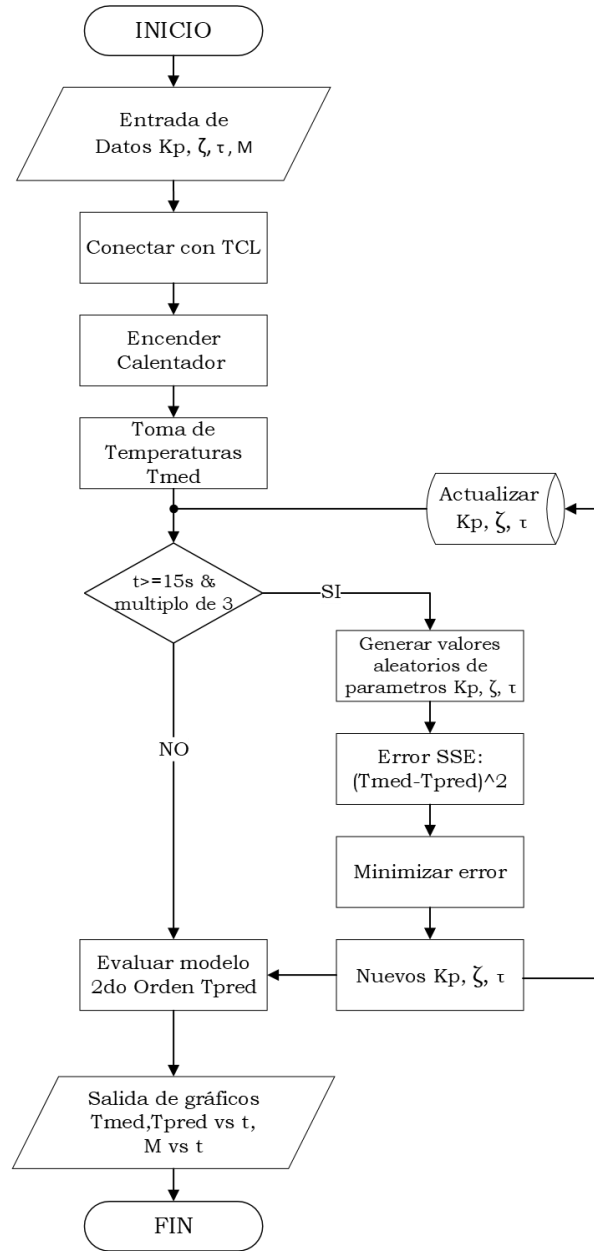 INICIO
Entrada de
Datos Kp, ζ, τ , M
Conectar con TCL
Encender
Calentador
Toma de
Temperaturas
Tmed
Actualizar
Kp, ζ, τ
t>=15s &
multiplo de 3
SI
Generar valores
aleatorios de
parametros Kp, ζ, τ
NO
Error SSE:
(Tmed-Tpred)^2
Minimizar error
Evaluar modelo
2do Orden Tpred
Nuevos Kp, ζ, τ
Salida de gráficos
Tmed,Tpred vs t,
M vs t
FIN